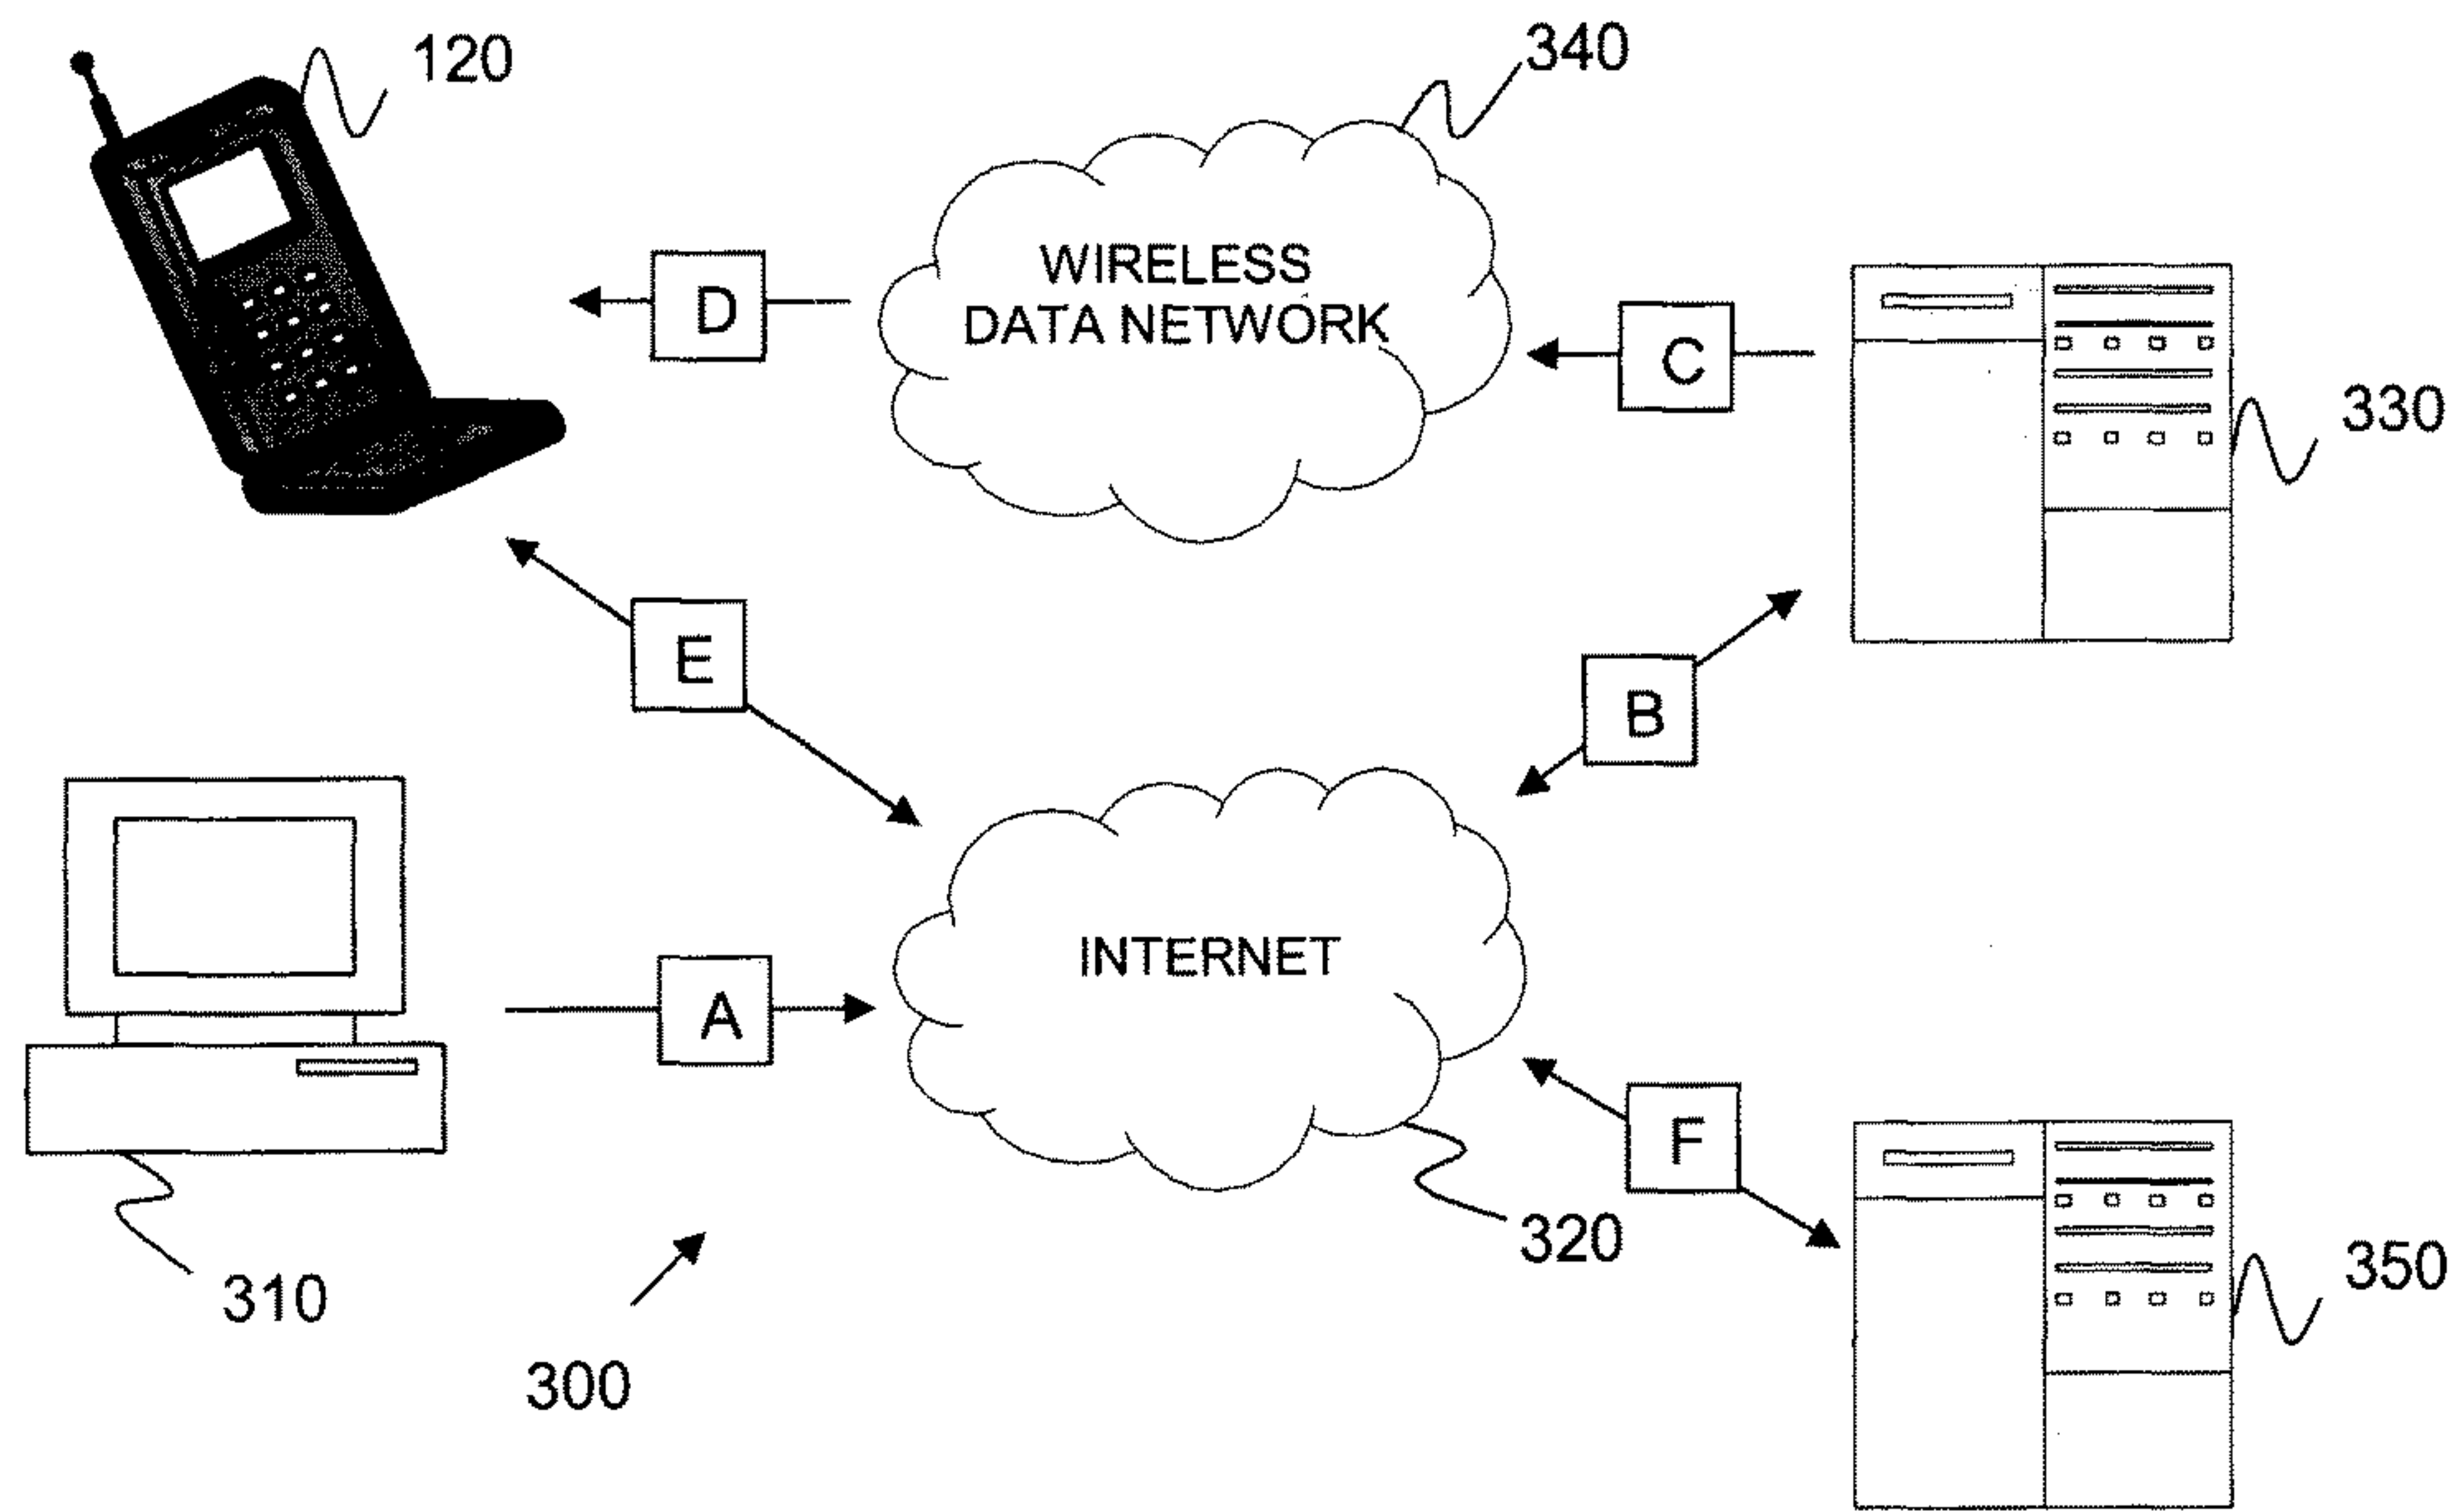 120
340
WIRELESS
DATA NETWORK
D
C
330
E
B
INTERNET
A
F
320
310
350
300